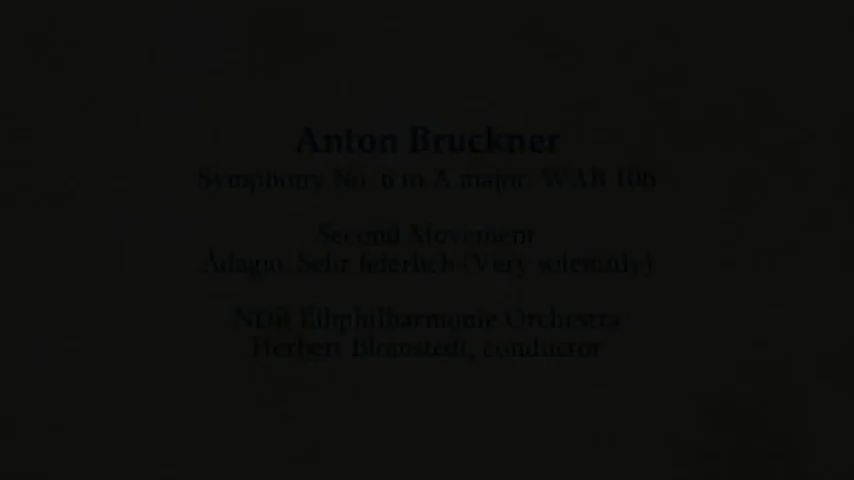 Anton Bruckner
Symphony No. 6 in A major, WAB 106
Second Movement
Adagio. Sehr feierlich (Very solemnly)
NDR Elbphilharmonie Orchestra
Herbert Blomstedt, conductor